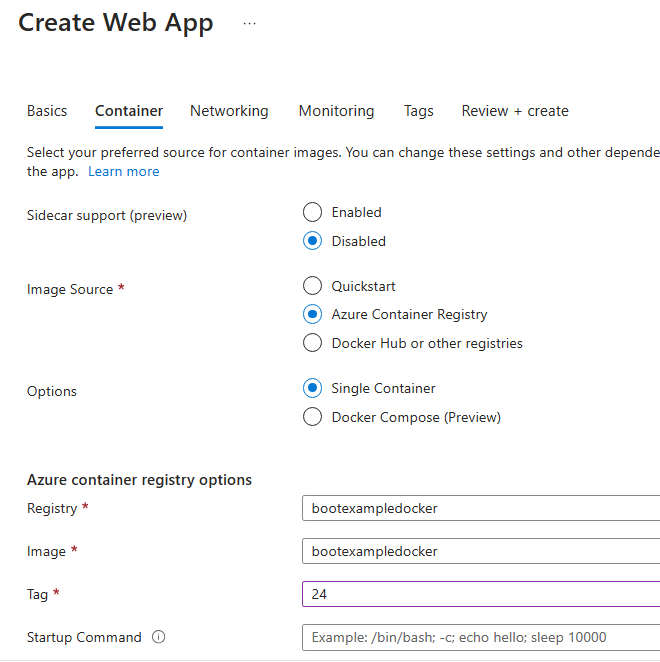 Create Web App ...
Basics Container Networking Monitoring Tags Review + create
Select your preferred source for container images. You can change these settings and other depende
the app. Learn more
Sidecar support (preview)
Enabled
Disabled
Image Source *
Quickstart
Azure Container Registry
Docker Hub or other registries
Options
Single Container
Docker Compose (Preview)
Azure container registry options
Registry *
bootexampledocker
Image *
bootexampledocker
Tag *
24
Startup Command
Example: /bin/bash; -c; echo hello; sleep 10000